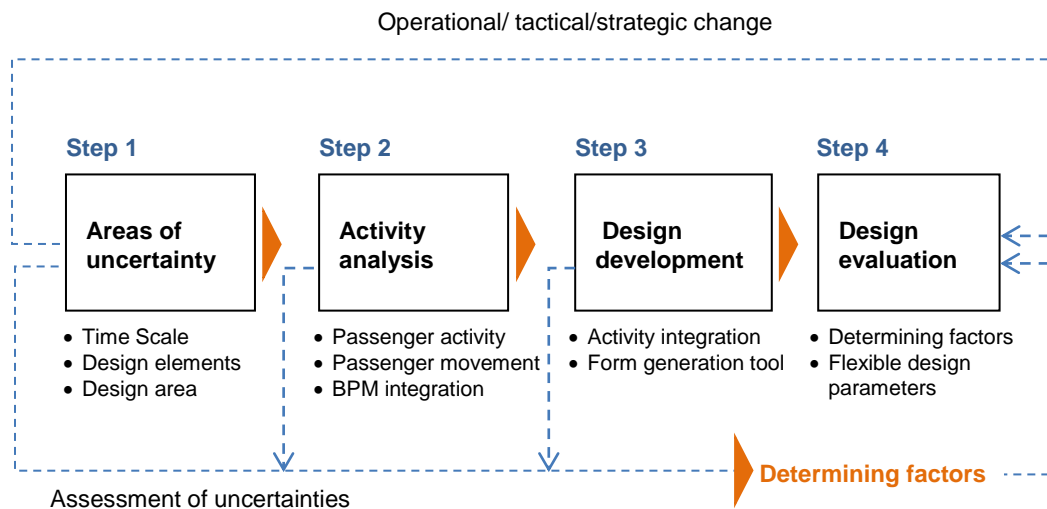 Operational/ tactical/strategic change
Step 1
Step 2
Step 3
Step 4
Areas of
uncertainty
Activity
analysis
Design
development
Design
evaluation
• Time Scale
• Design elements
• Design area
• Passenger activity
• Passenger movement
• BPM integration
• Activity integration
• Form generation tool
• Determining factors
• Flexible design
parameters
Determining factors
Assessment of uncertainties